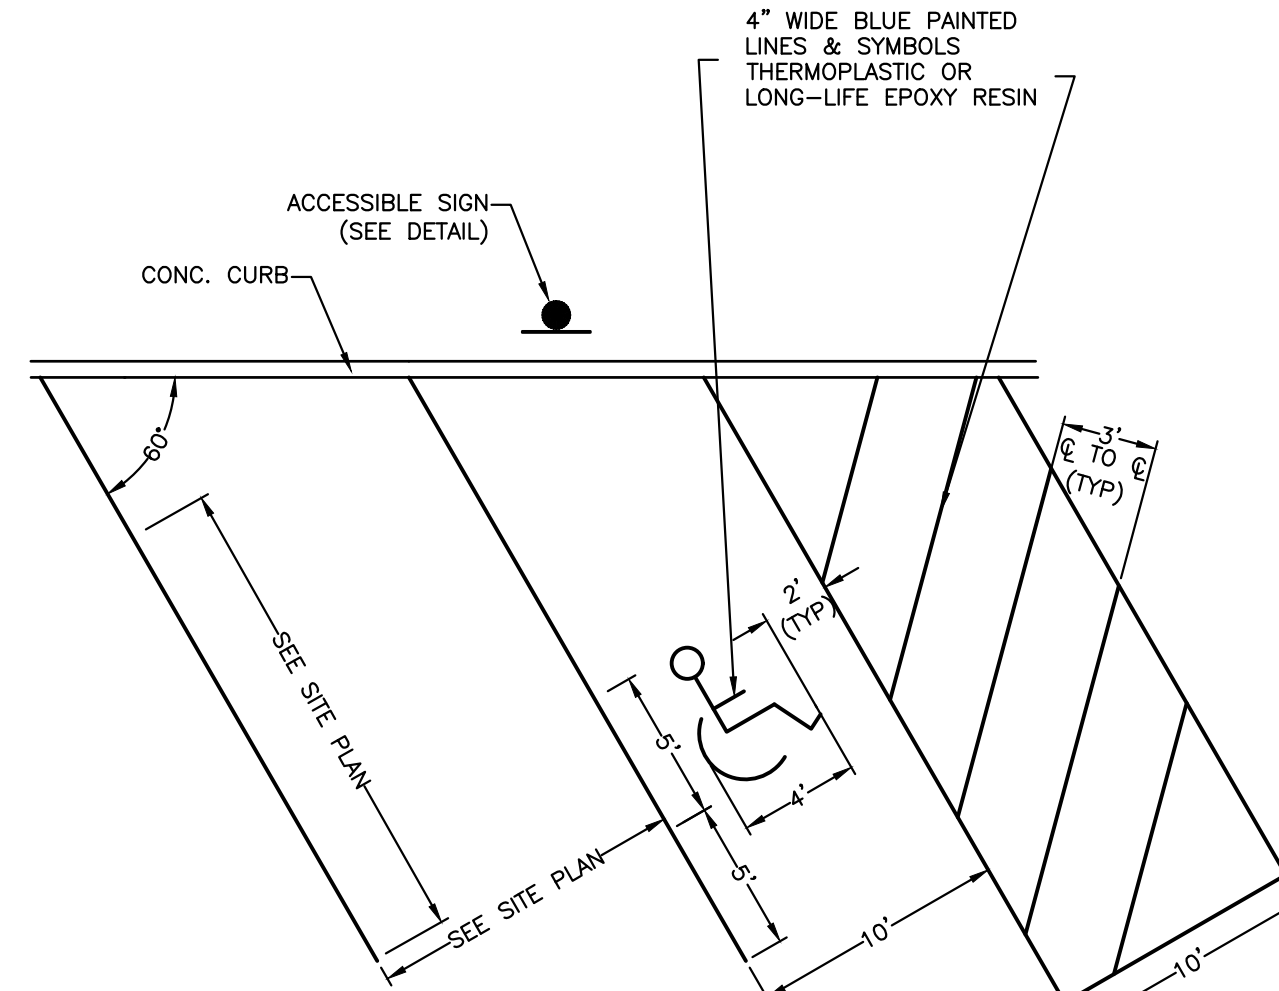 4” WIDE BLUE PAINTED
LINES & SYMBOLS
THERMOPLASTIC OR
LONG–LIFE EPOXY RESIN
ACCESSIBLE SIGN
(SEE DETAIL)
CONC. CURB
60°
3'
℄ TO ℄
(TYP)
2'
(TYP)
SEE SITE PLAN
5'
4'
5'
SEE SITE PLAN
10'
10'